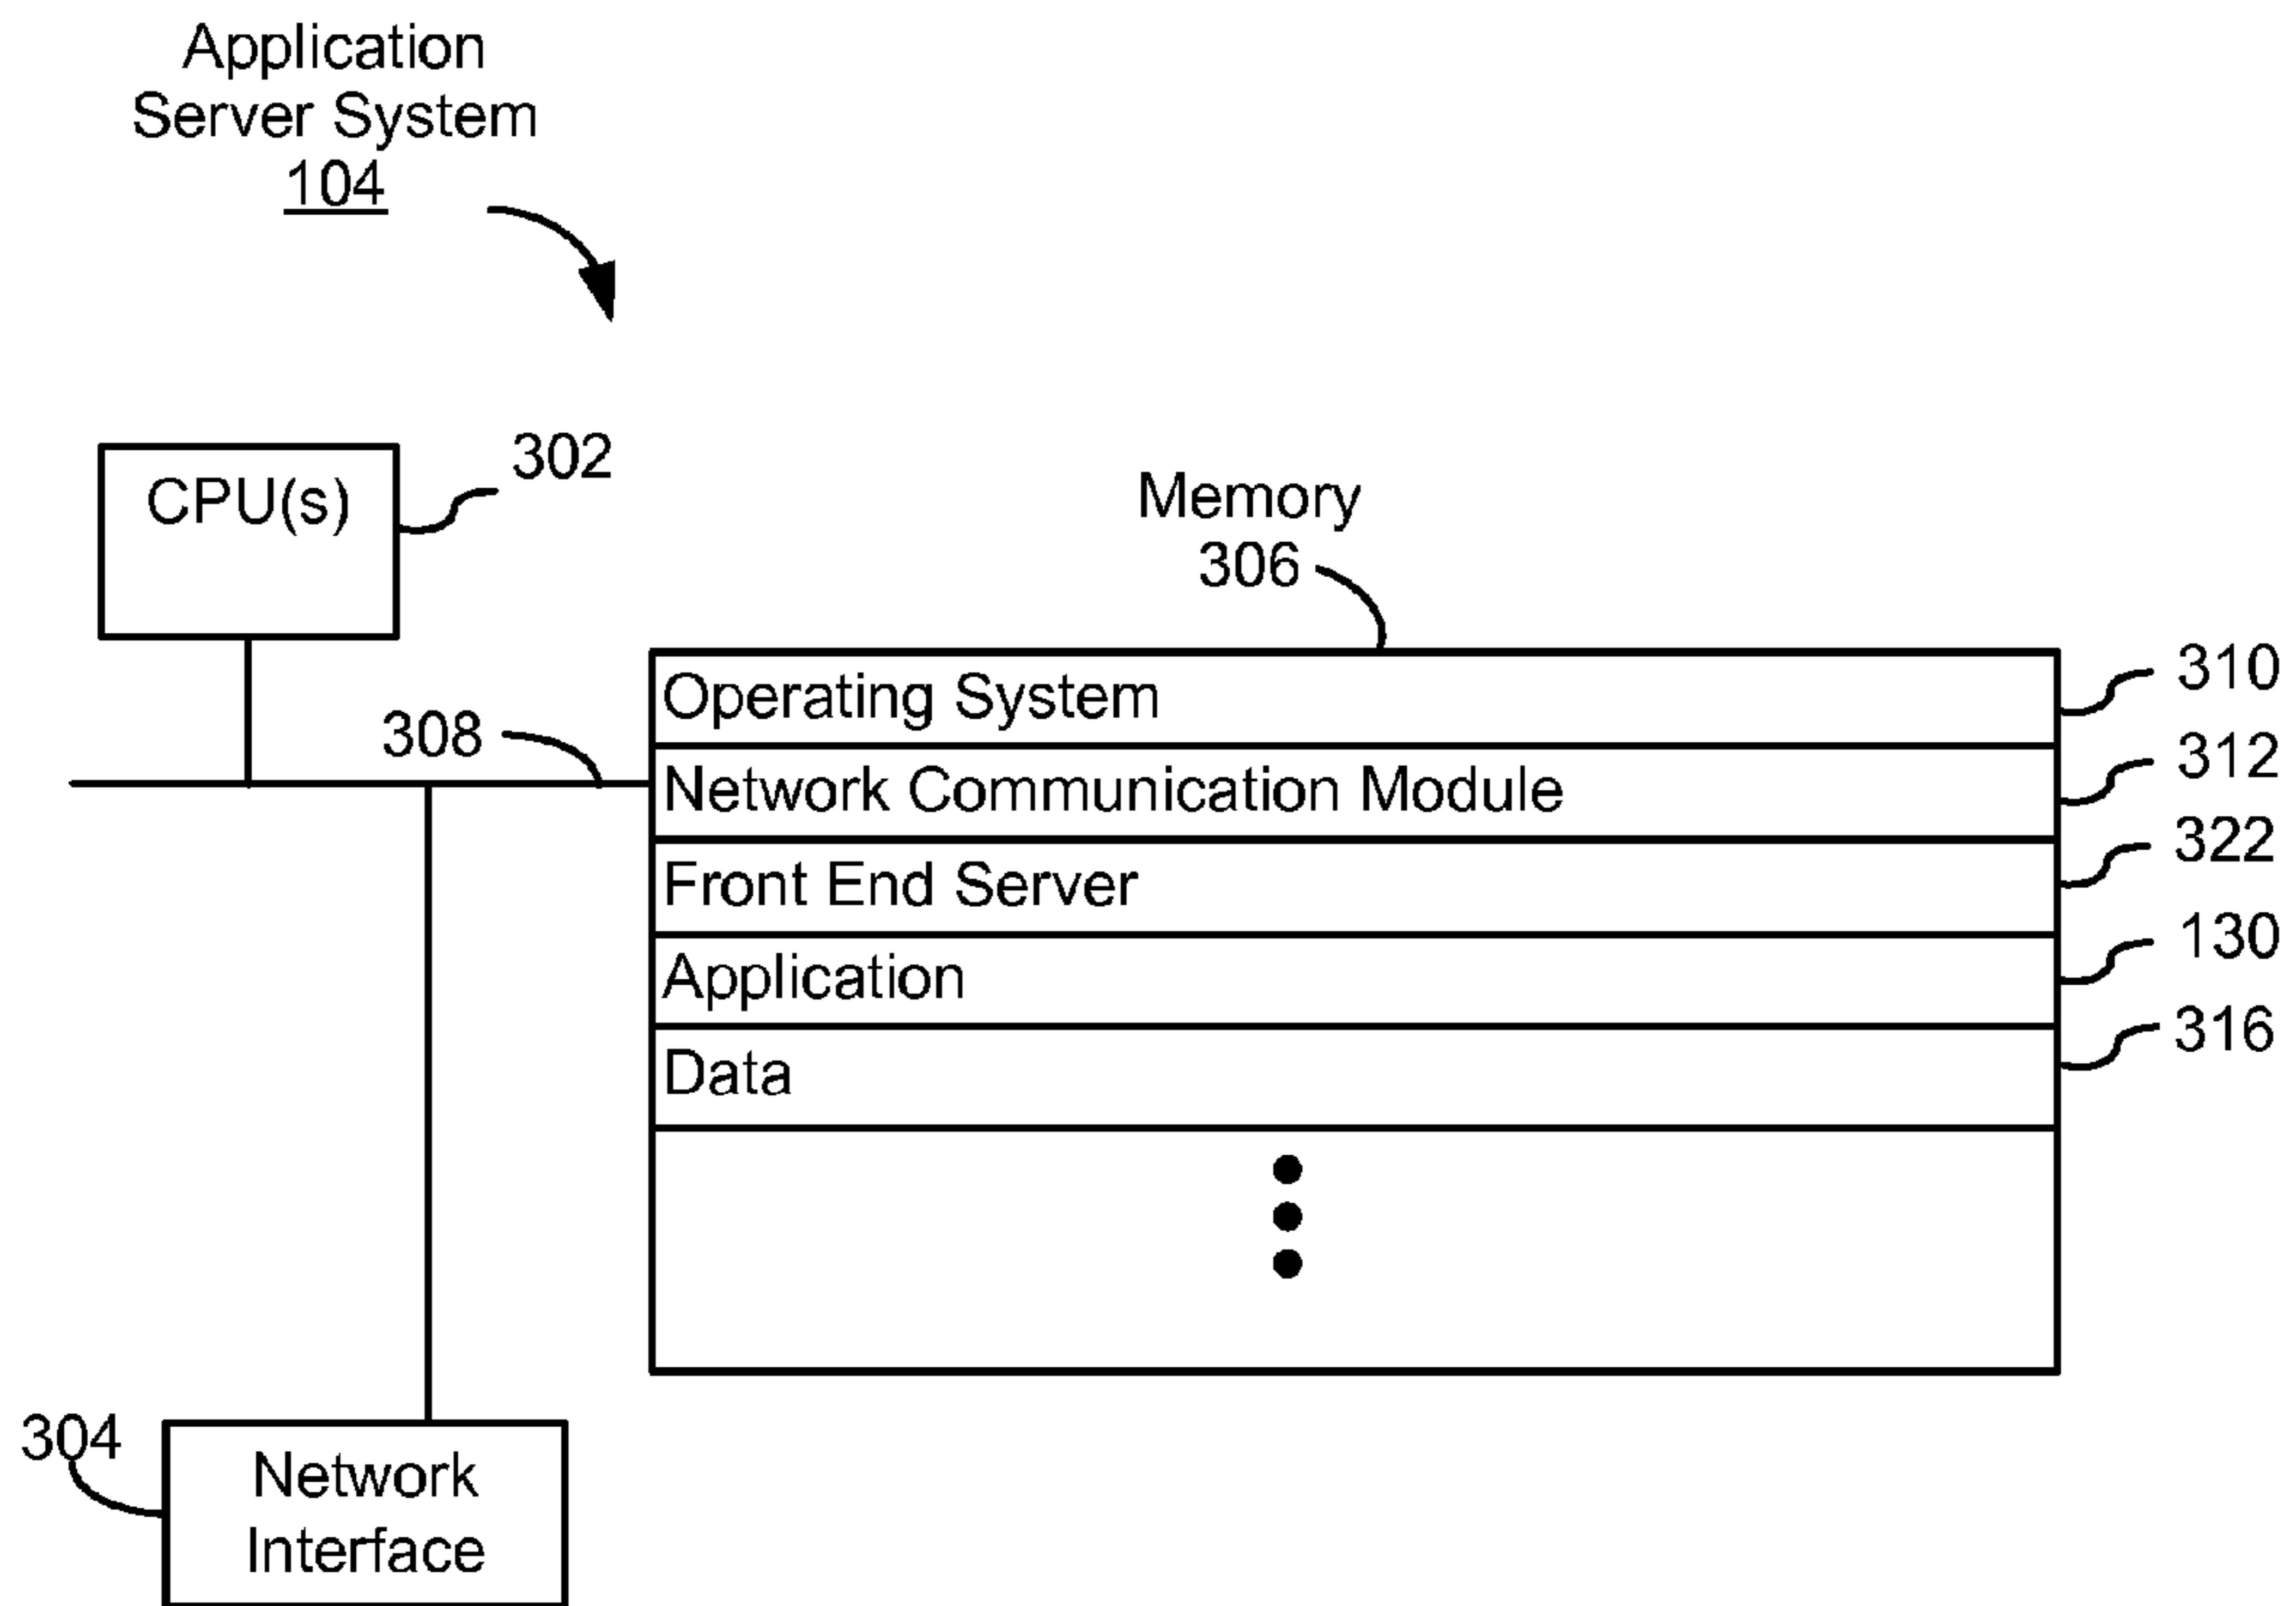 Application
Server System
104
302
CPU(s)
Memory
306
310
Operating System
308
312
Network Communication Module
322
Front End Server
130
Application
316
Data
304
Network
Interface